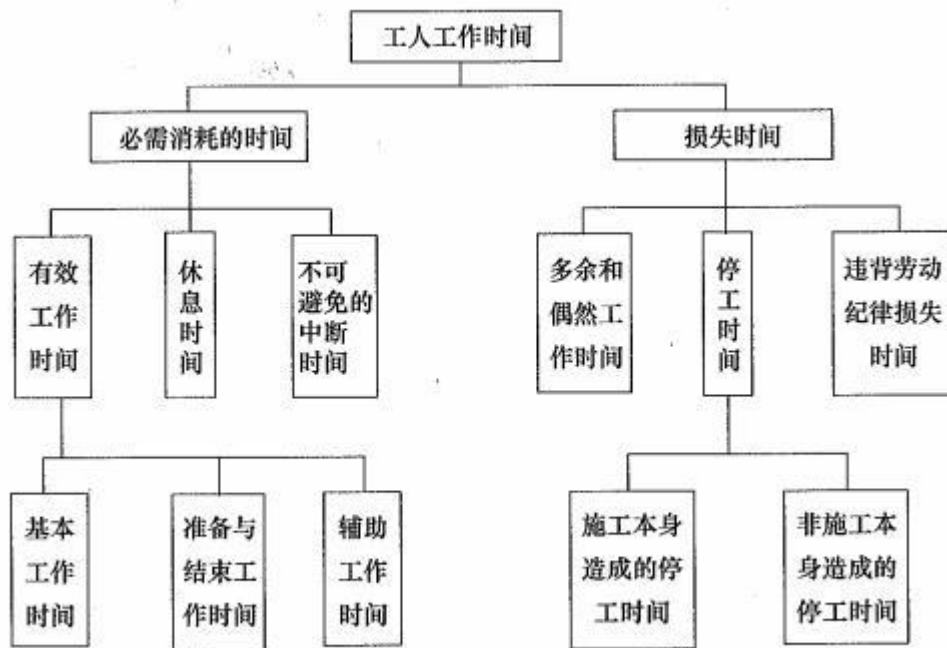 工人工作时间
必需消耗的时间
损失时间
有效
工作
时间
休
息
时
间
不可
避免的
中断
时间
多余和
偶然工
作时间
停
工
时
间
违背劳动
纪律损失
时间
基本
工作
时间
准备与
结束工
作时间
辅助
工作
时间
施工本身
造成的停
工时间
非施工本
身造成的
停工时间